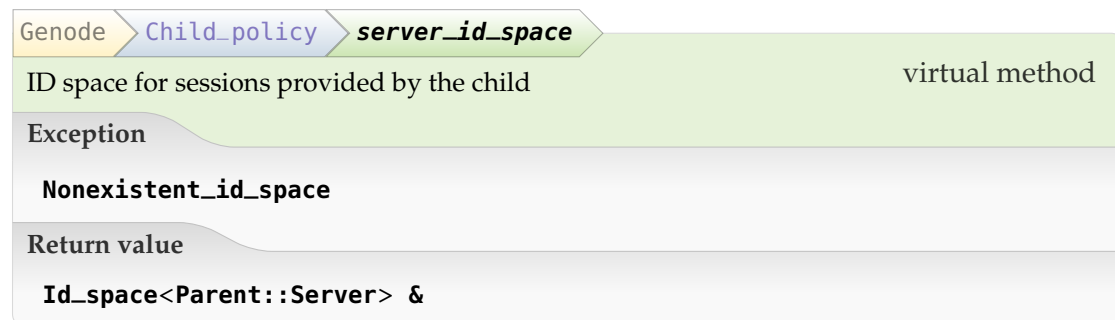 Genode Child_policy server_id_space
ID space for sessions provided by the child virtual method
Exception
Nonexistent_id_space
Return value
Id_space<Parent::Server> &